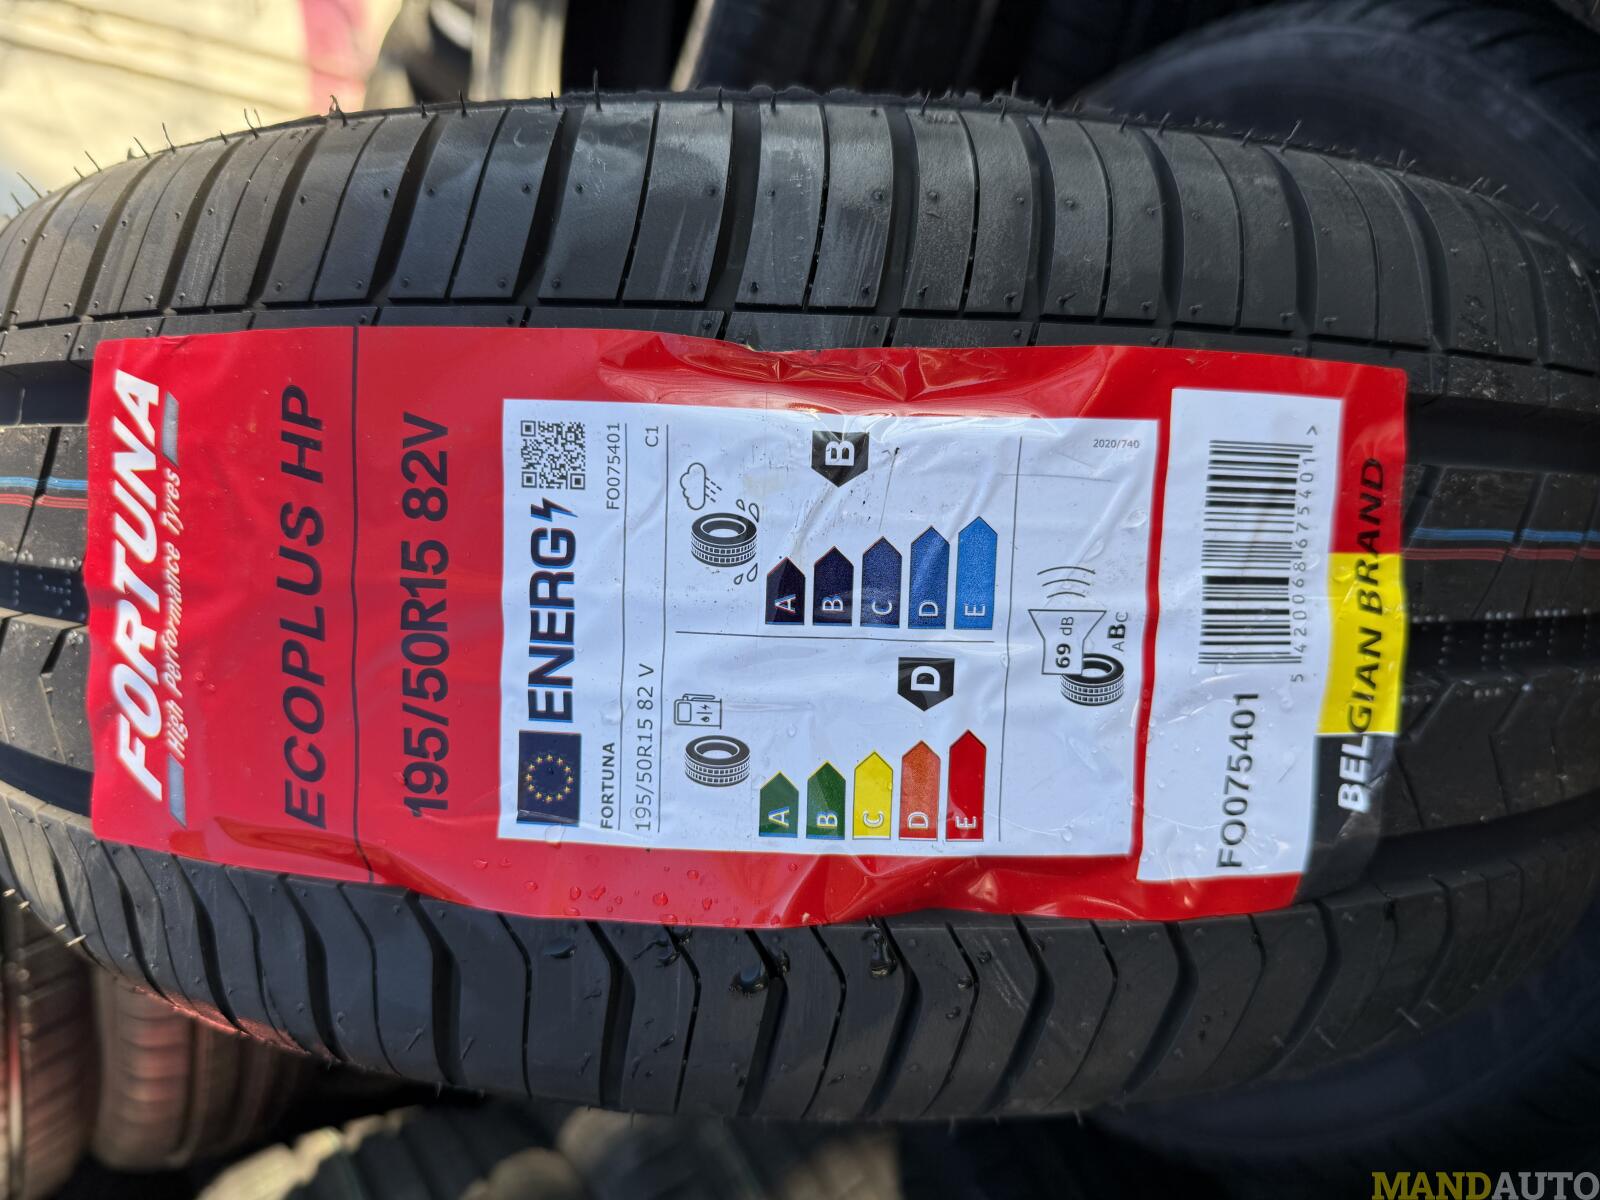 FORTUNA
High Performance Tyres
ECOPLUS HP
195/50R15 82V
ENERG
FORTUNA
FO075401
195/50R15 82 V
C1
A
B
C
D
E
D
A
B
C
D
E
B
69 dB
ABC
2020/740
5 420068 675401 >
FO075401
BELGIAN BRAND
MANDAUTO